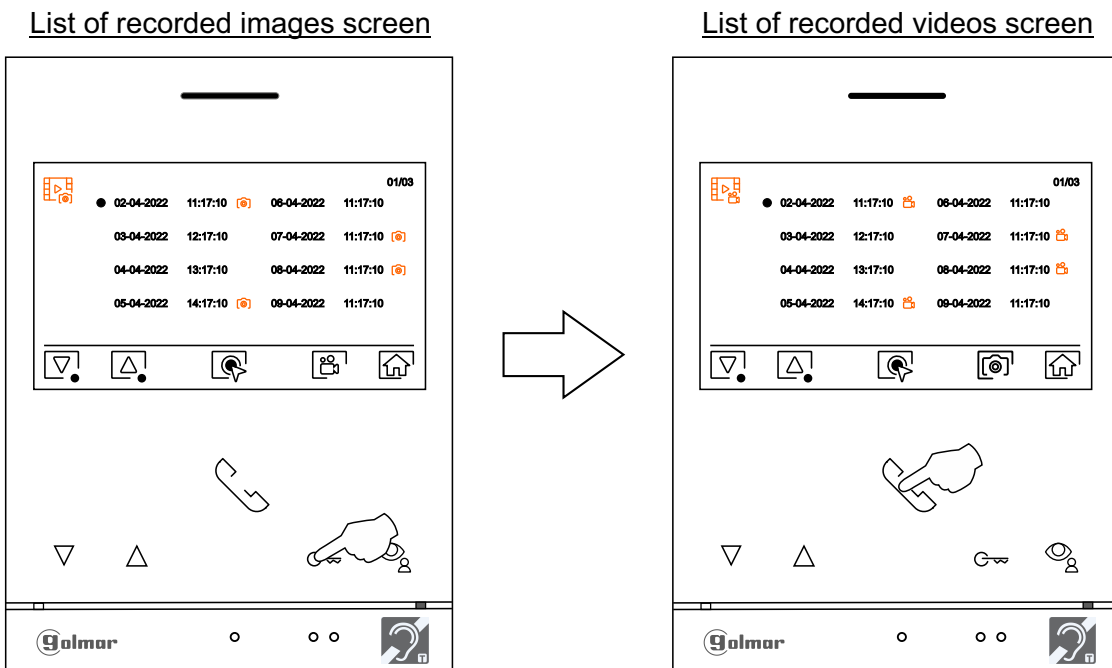 List of recorded images screen
List of recorded videos screen
01/03
02-04-2022 11:17:10 06-04-2022 11:17:10
03-04-2022 12:17:10 07-04-2022 11:17:10
04-04-2022 13:17:10 08-04-2022 11:17:10
05-04-2022 14:17:10 09-04-2022 11:17:10
golmar
T
01/03
02-04-2022 11:17:10 06-04-2022 11:17:10
03-04-2022 12:17:10 07-04-2022 11:17:10
04-04-2022 13:17:10 08-04-2022 11:17:10
05-04-2022 14:17:10 09-04-2022 11:17:10
golmar
T